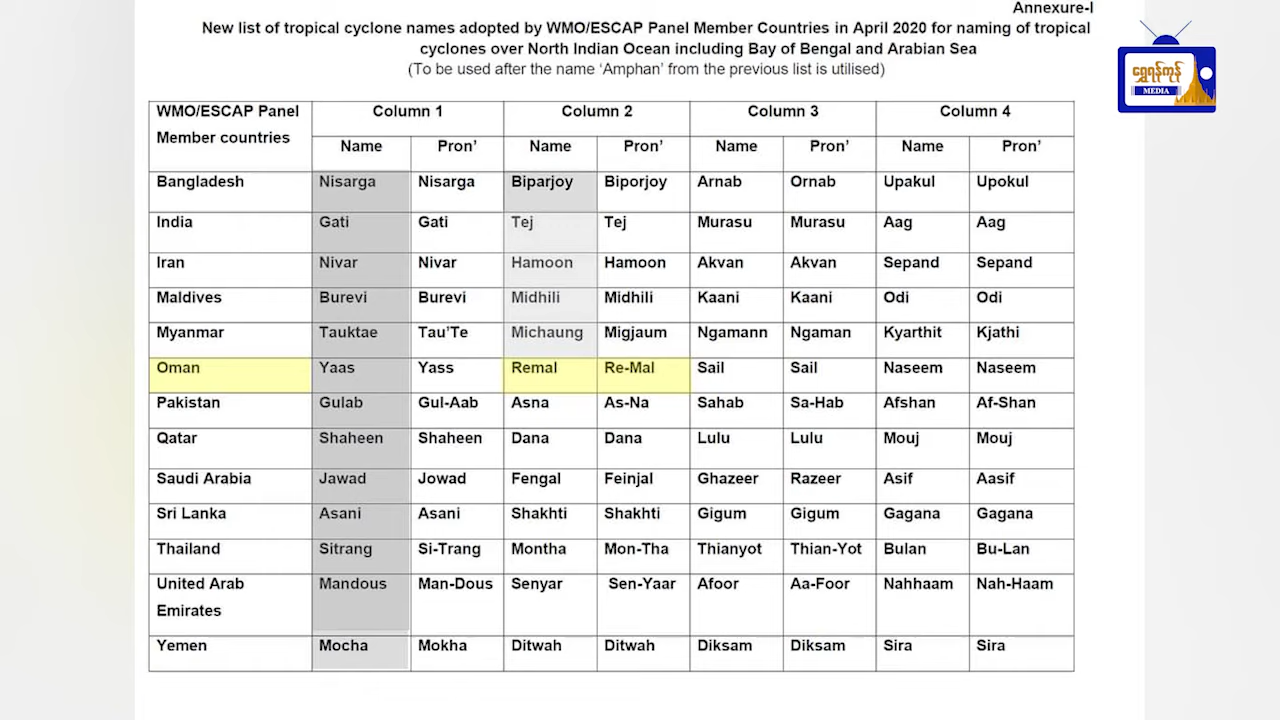 Annexure-I
New list of tropical cyclone names adopted by WMO/ESCAP Panel Member Countries in April 2020 for naming of tropical
cyclones over North Indian Ocean including Bay of Bengal and Arabian Sea
(To be used after the name ‘Amphan’ from the previous list is utilised)
ရွှေရန်ကုန်
MEDIA
WMO/ESCAP Panel Column 1 Column 2 Column 3 Column 4
Member countries Name Pron’ Name Pron’ Name Pron’ Name Pron’
Bangladesh Nisarga Nisarga Biparjoy Biporjoy Arnab Ornab Upakul Upokul
India Gati Gati Tej Tej Murasu Murasu Aag Aag
Iran Nivar Nivar Hamoon Hamoon Akvan Akvan Sepand Sepand
Maldives Burevi Burevi Midhili Midhili Kaani Kaani Odi Odi
Myanmar Tauktae Tau’Te Michaung Migjaum Ngamann Ngaman Kyarthit Kjathi
Oman Yaas Yass Remal Re-Mal Sail Sail Naseem Naseem
Pakistan Gulab Gul-Aab Asna As-Na Sahab Sa-Hab Afshan Af-Shan
Qatar Shaheen Shaheen Dana Dana Lulu Lulu Mouj Mouj
Saudi Arabia Jawad Jowad Fengal Feinjal Ghazeer Razeer Asif Aasif
Sri Lanka Asani Asani Shakhti Shakhti Gigum Gigum Gagana Gagana
Thailand Sitrang Si-Trang Montha Mon-Tha Thianyot Thian-Yot Bulan Bu-Lan
United Arab Mandous Man-Dous Senyar Sen-Yaar Afoor Aa-Foor Nahhaam Nah-Haam
Emirates
Yemen Mocha Mokha Ditwah Ditwah Diksam Diksam Sira Sira